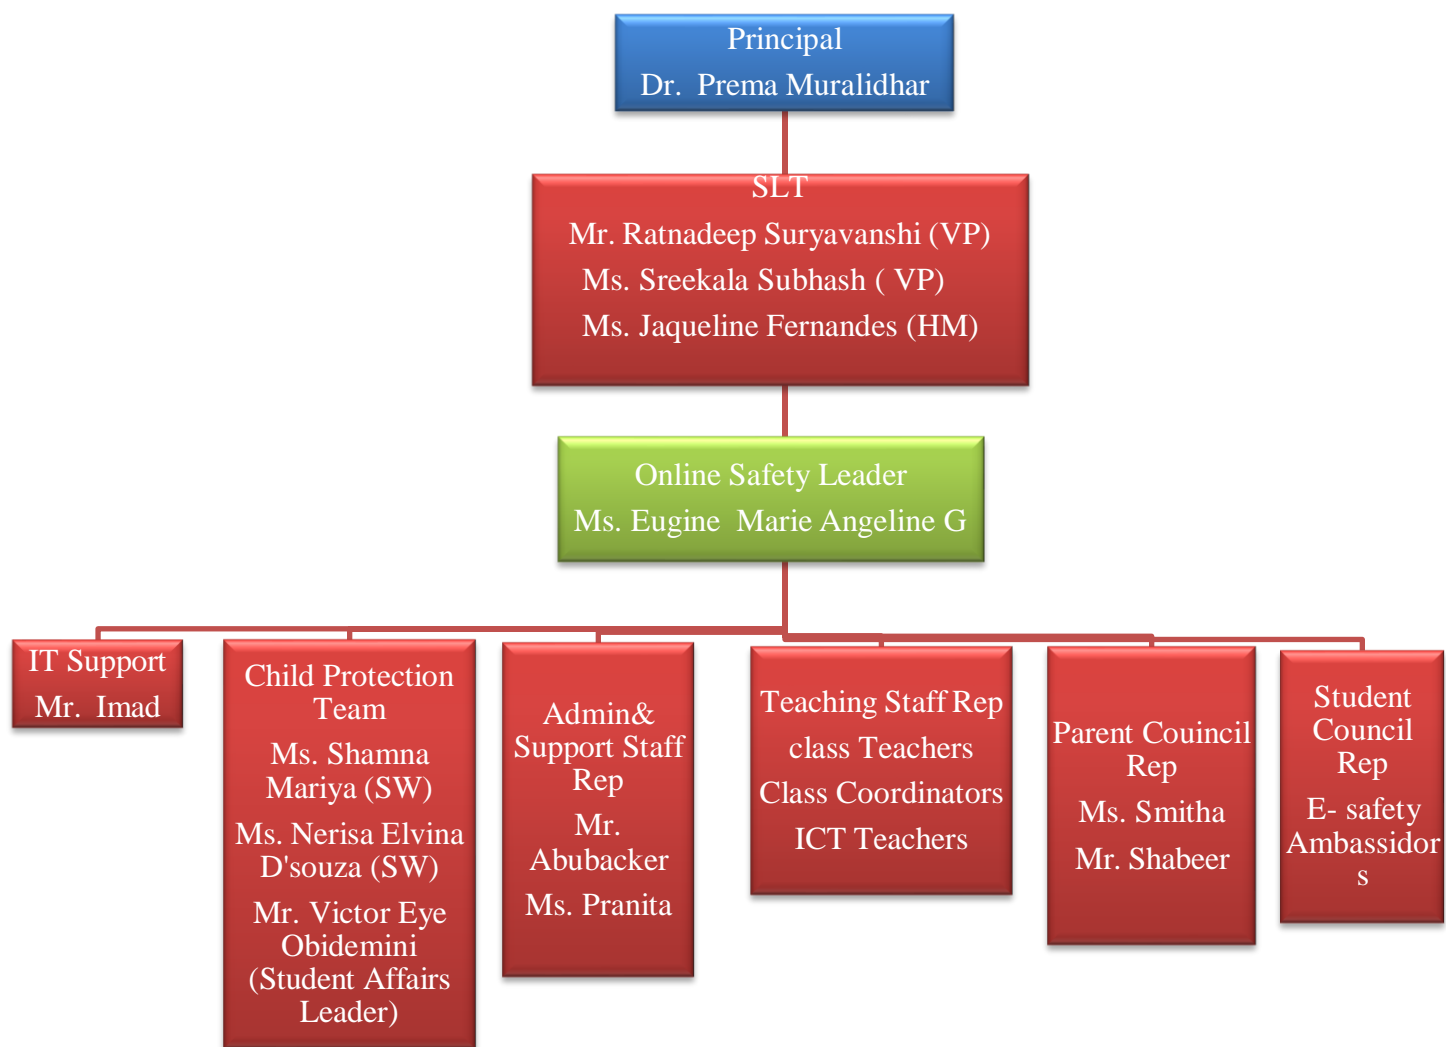 Principal
Dr. Prema Muralidhar
SLT
Mr. Ratnadeep Suryavanshi (VP)
Ms. Sreekala Subhash ( VP)
Ms. Jaqueline Fernandes (HM)
Online Safety Leader
Ms. Eugine Marie Angeline G
IT Support
Mr. Imad
Child Protection
Team
Ms. Shamna
Mariya (SW)
Ms. Nerisa Elvina
D'souza (SW)
Mr. Victor Eye
Obidemini
(Student Affairs
Leader)
Admin&
Support Staff
Rep
Mr.
Abubacker
Ms. Pranita
Teaching Staff Rep
class Teachers
Class Coordinators
ICT Teachers
Parent Couincil
Rep
Ms. Smitha
Mr. Shabeer
Student
Council
Rep
E- safety
Ambassidor
s